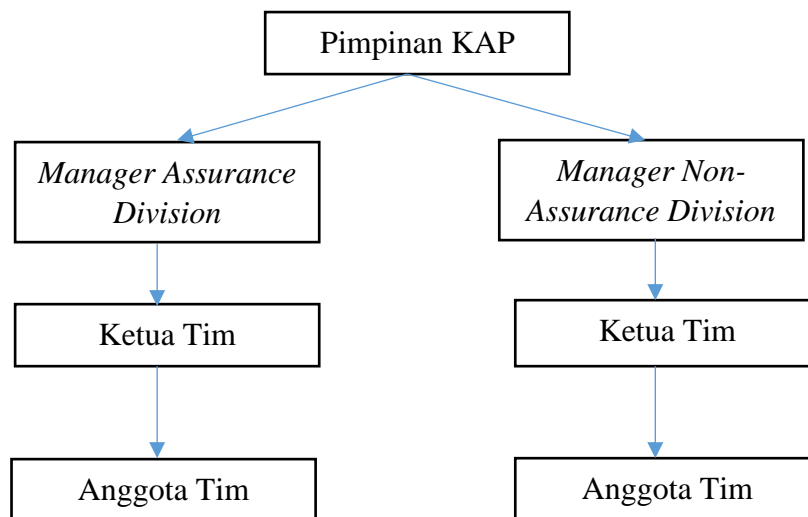 Pimpinan KAP
Manager Assurance
Division
Manager Non-
Assurance Division
Ketua Tim
Ketua Tim
Anggota Tim
Anggota Tim